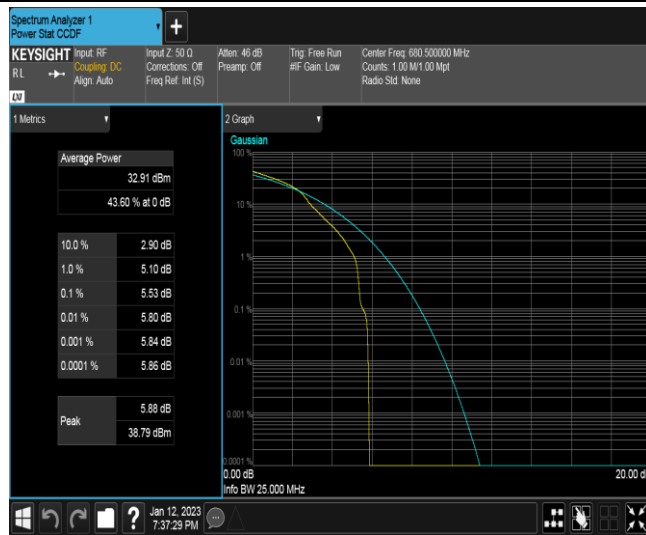 Spectrum Analyzer 1
Power Stat CCDF
KEYSIGHT
RL
Input: RF
Coupling: DC
Align: Auto
Input Z: 50 Ω
Corrections: Off
Freq Ref: Int (S)
Atten: 46 dB
Preamp: Off
Trig: Free Run
#IF Gain: Low
Center Freq: 680.500000 MHz
Counts: 1.00 M/1.00 Mpt
Radio Std: None
1 Metrics
Average Power
32.91 dBm
43.60 % at 0 dB
10.0 % 2.90 dB
1.0 % 5.10 dB
0.1 % 5.53 dB
0.01 % 5.80 dB
0.001 % 5.84 dB
0.0001 % 5.86 dB
Peak
5.88 dB
38.79 dBm
2 Graph
Gaussian
100 %
10 %
1 %
0.1 %
0.01 %
0.001 %
0.0001 %
0.00 dB
20.00 d
Info BW 25.000 MHz
?
Jan 12, 2023
7:37:29 PM